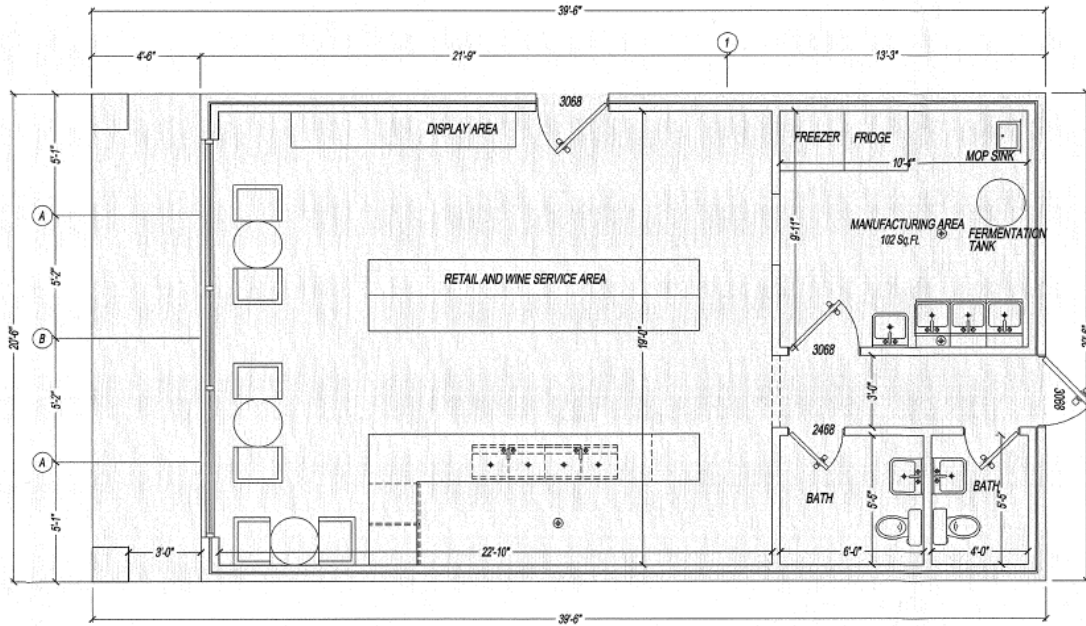 39'-6"
4'-6"
21'-9"
1
13'-3"
3068
DISPLAY AREA
FREEZER
FRIDGE
MOP SINK
10'-4"
5'-1"
A
MANUFACTURING AREA
102 Sq.Ft.
FERMENTATION
TANK
9'-11"
5'-2"
RETAIL AND WINE SERVICE AREA
20'-6"
B
19'-0"
3068
5'-2"
3'-0"
3068
2468
A
BATH
BATH
5'-6"
5'-6"
5'-1"
3'-0"
22'-10"
6'-0"
4'-0"
39'-6"